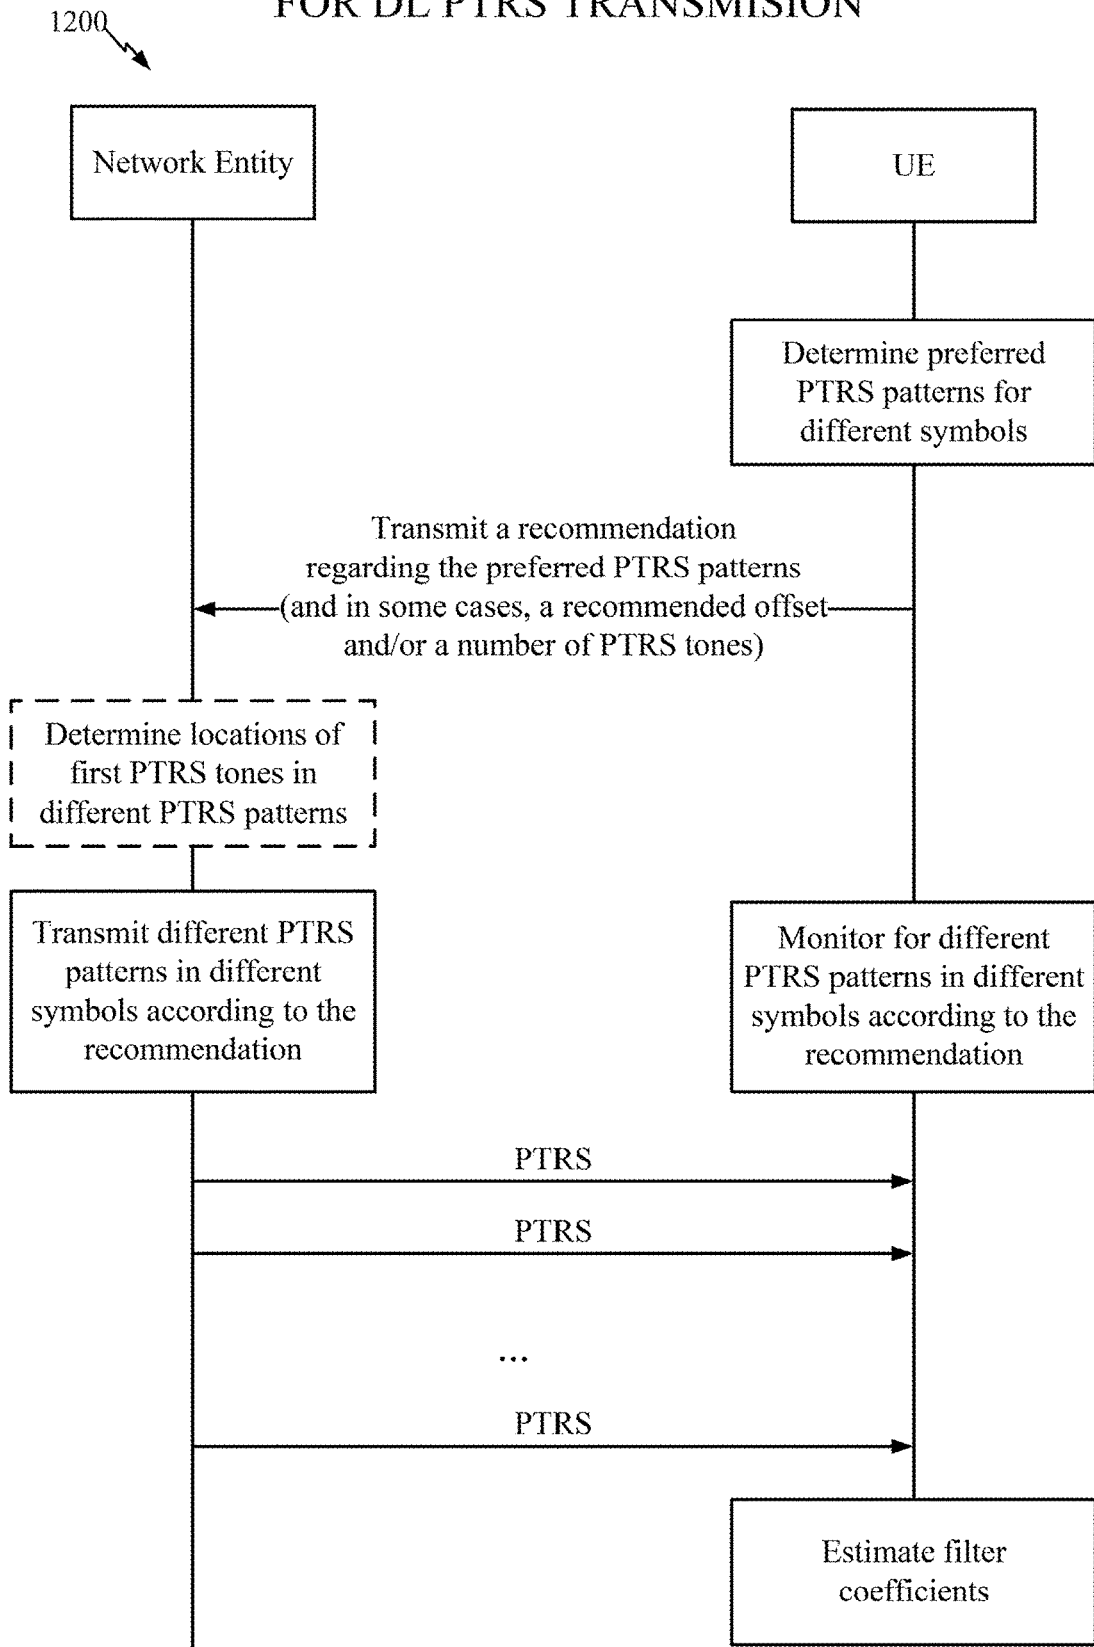 FOR DL PTRS TRANSMISION
1200
Network Entity
UE
Determine preferred
PTRS patterns for
different symbols
Transmit a recommendation
regarding the preferred PTRS patterns
(and in some cases, a recommended offset
and/or a number of PTRS tones)
Determine locations of
first PTRS tones in
different PTRS patterns
Transmit different PTRS
patterns in different
symbols according to the
recommendation
Monitor for different
PTRS patterns in different
symbols according to the
recommendation
PTRS
PTRS
...
PTRS
Estimate filter
coefficients